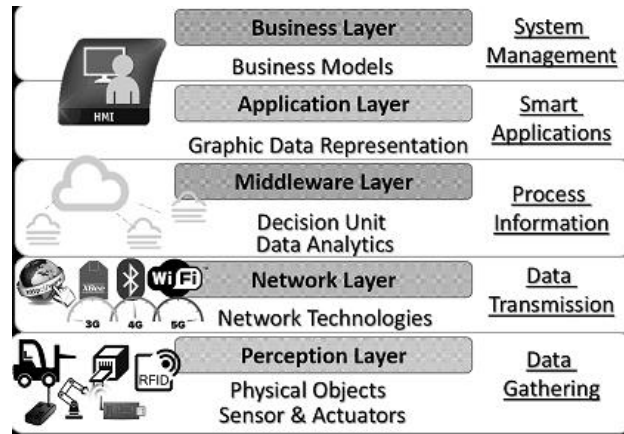 Business Layer
Business Models
System
Management
HMI
Application Layer
Graphic Data Representation
Smart
Applications
Middleware Layer
Decision Unit
Data Analytics
Process
Information
XBee
WiFi
3G
4G
5G
Network Layer
Network Technologies
Data
Transmission
RFID
Perception Layer
Physical Objects
Sensor & Actuators
Data
Gathering